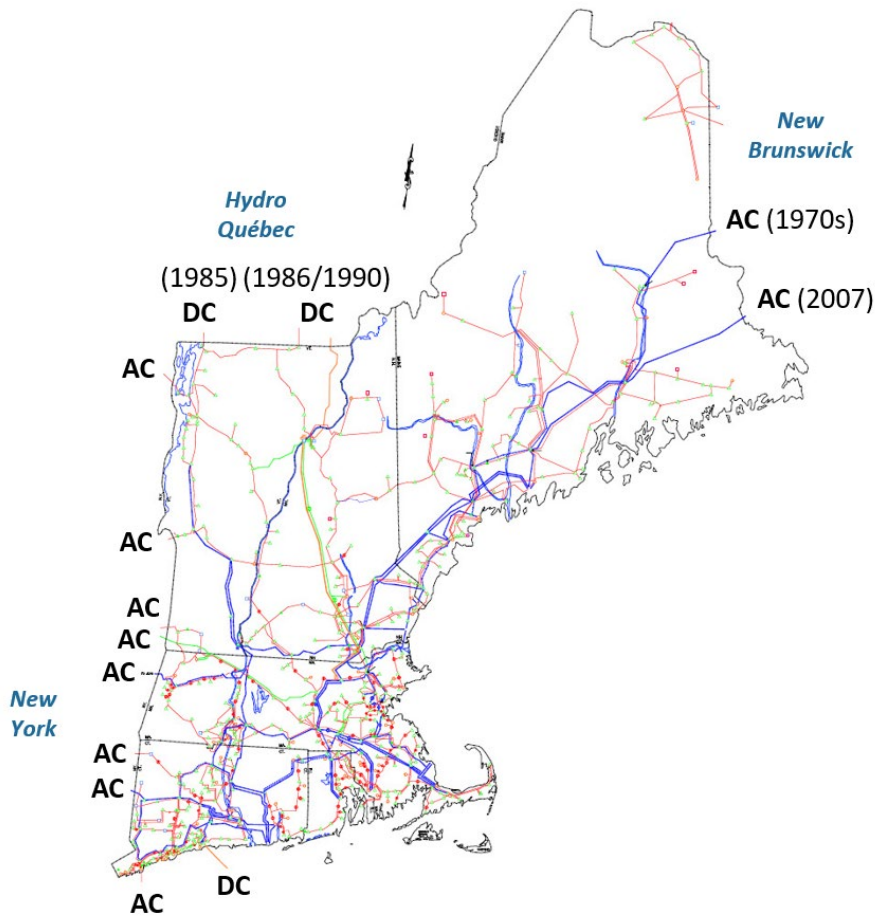 New
Brunswick
Hydro
Québec
AC (1970s)
(1985) (1986/1990)
DC DC
AC (2007)
AC
AC
AC
AC
AC
New
York
AC
AC
DC
AC